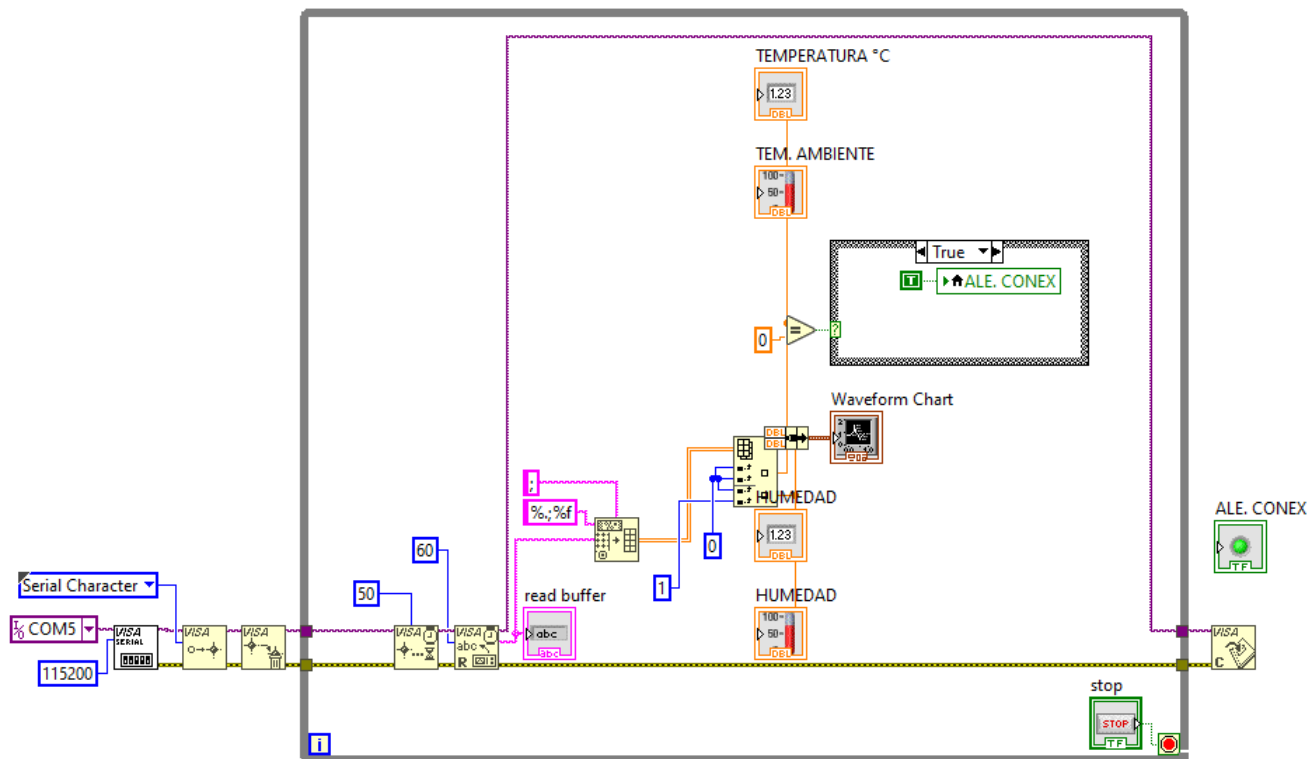 TEMPERATURA °C
1.23
DBL
TEM. AMBIENTE
100
50
DBL
True
T
ALE. CONEX
=
0
?
Waveform Chart
DBL
DBL
;
%.;%f
HUMEDAD
1.23
DBL
0
1
ALE. CONEX
TF
60
50
Serial Character
read buffer
abc
abc
HUMEDAD
100
50
DBL
I/O COM5
VISA
SERIAL
VISA
VISA
VISA
VISA
abc
R
VISA
C
115200
stop
STOP
TF
i